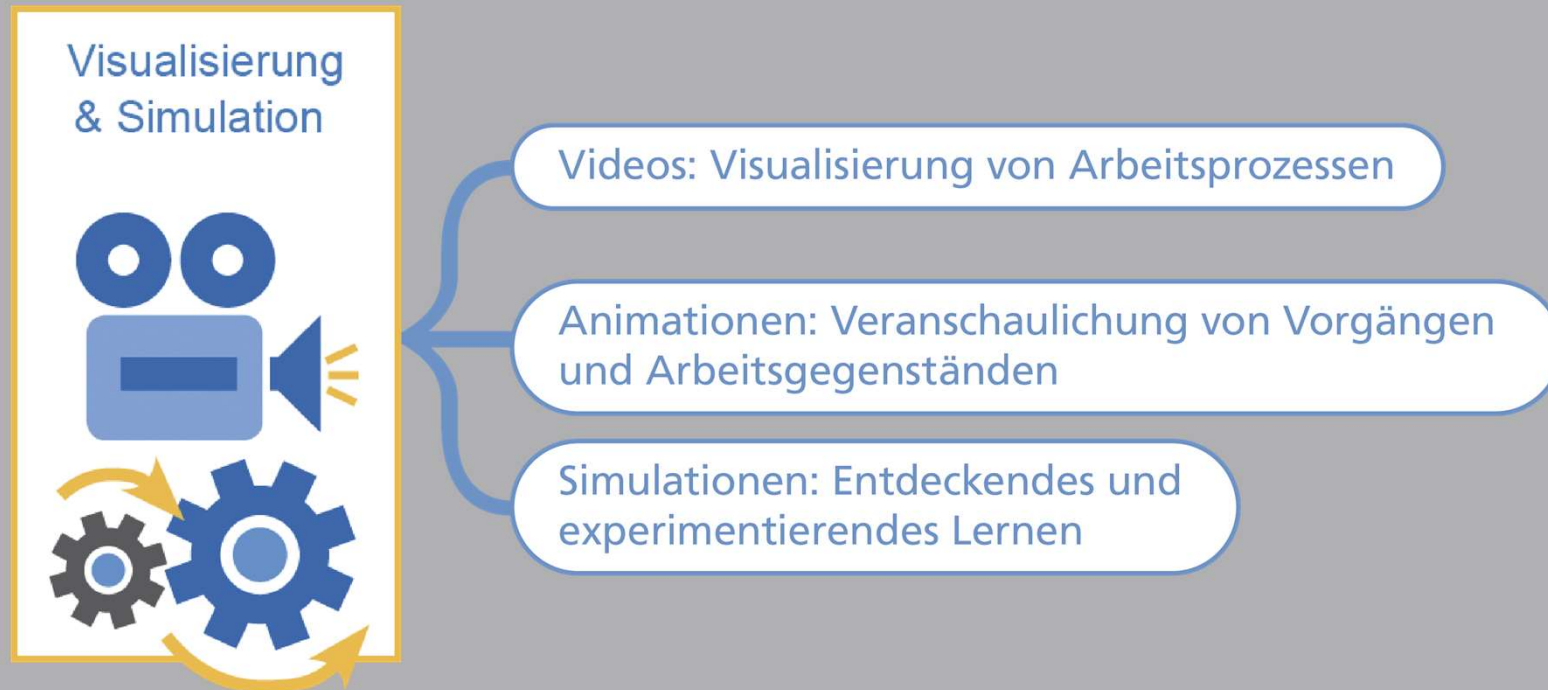 Visualisierung
& Simulation
Videos: Visualisierung von Arbeitsprozessen
Animationen: Veranschaulichung von Vorgängen
und Arbeitsgegenständen
Simulationen: Entdeckendes und
experimentierendes Lernen